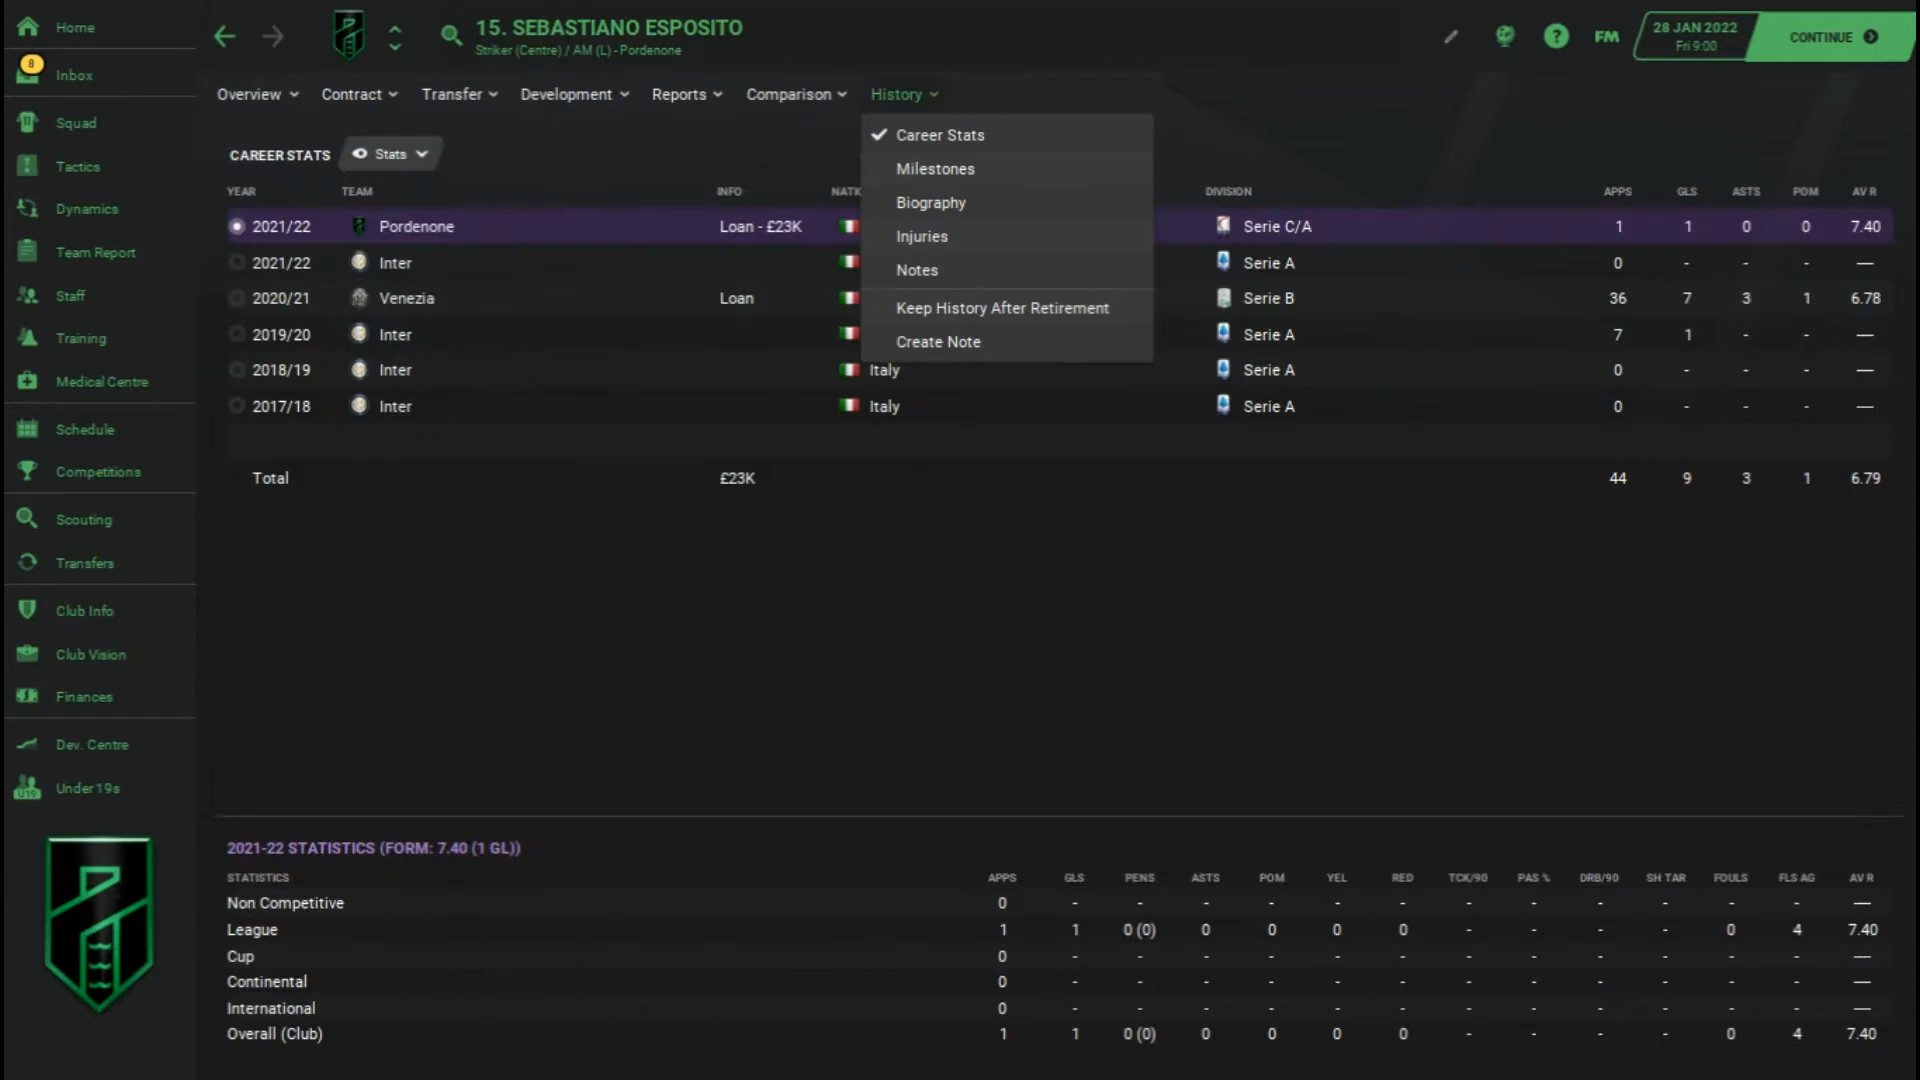 Home
8
Inbox
Squad
Tactics
Dynamics
Team Report
Staff
Training
Medical Centre
Schedule
Competitions
Scouting
Transfers
Club Info
Club Vision
Finances
Dev. Centre
U19
Under 19s
15. SEBASTIANO ESPOSITO
Striker (Centre) / AM (L) - Pordenone
?
FM
28 JAN 2022
Fri 9:00
CONTINUE
Overview Contract Transfer Development Reports Comparison History
Career Stats
Milestones
Biography
Injuries
Notes
Keep History After Retirement
Create Note
CAREER STATS Stats
YEAR TEAM INFO NATI DIVISION APPS GLS ASTS POM AV R
2021/22 Pordenone Loan - £23K Serie C/A 1 1 0 0 7.40
2021/22 Inter Serie A 0 - - - —
2020/21 Venezia Loan Serie B 36 7 3 1 6.78
2019/20 Inter Serie A 7 1 - - —
2018/19 Inter Italy Serie A 0 - - - —
2017/18 Inter Italy Serie A 0 - - - —
Total £23K 44 9 3 1 6.79
2021-22 STATISTICS (FORM: 7.40 (1 GL))
STATISTICS APPS GLS PENS ASTS POM YEL RED TCK/90 PAS % DRB/90 SH TAR FOULS FLS AG AV R
Non Competitive 0 - - - - - - - - - - - - —
League 1 1 0 (0) 0 0 0 0 - - - - 0 4 7.40
Cup 0 - - - - - - - - - - - - —
Continental 0 - - - - - - - - - - - - —
International 0 - - - - - - - - - - - - —
Overall (Club) 1 1 0 (0) 0 0 0 0 - - - - 0 4 7.40